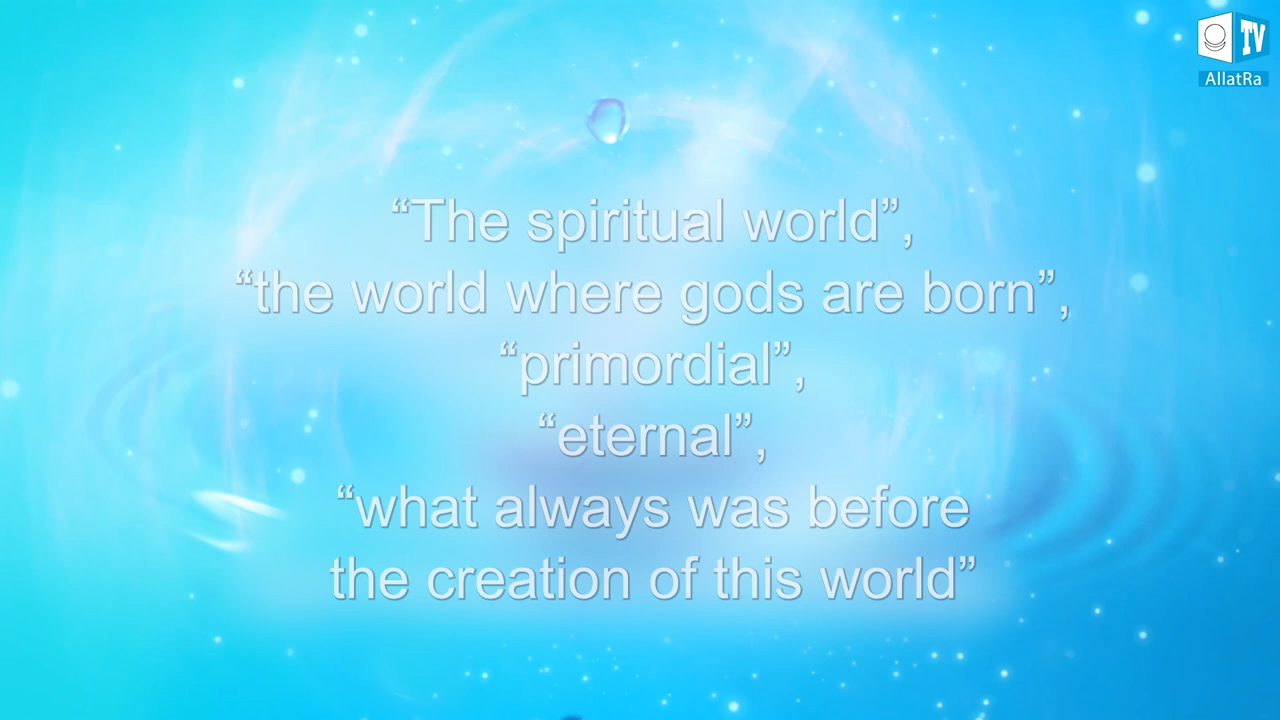 “The spiritual world”,
“the world where gods are born”,
“primordial”,
“eternal”,
“what always was before
the creation of this world”
TV
AllatRa